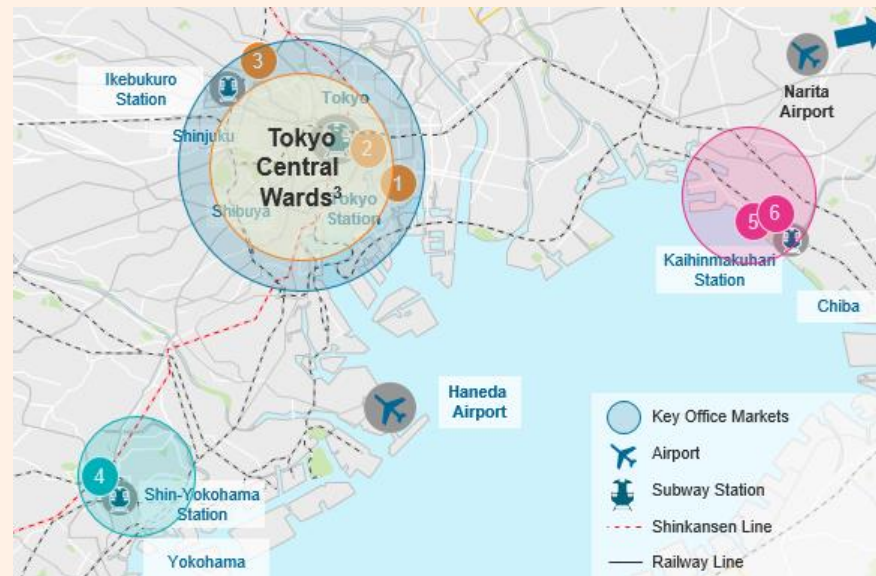 3
Ikebukuro
Station
Tokyo
Narita
Airport
Shinjuku
Tokyo
Central
Wards³
2
1
Shibuya
Tokyo
Station
5
6
Kaihinmakuhari
Station
Chiba
Haneda
Airport
4
Shin-Yokohama
Station
Yokohama
Key Office Markets
Airport
Subway Station
Shinkansen Line
Railway Line